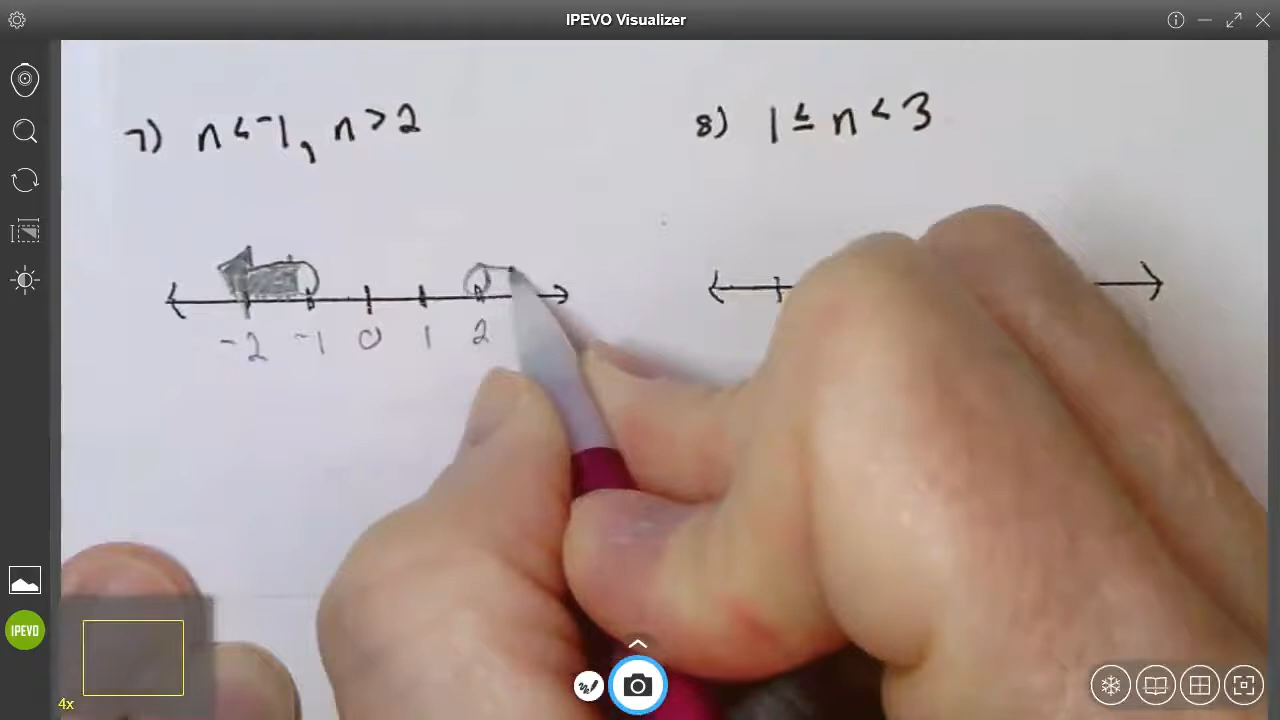 IPEVO Visualizer
7) n < ⁻1, n > 2
8) 1 ≤ n < 3
-2 -1 0 1 2
IPEVO
4x